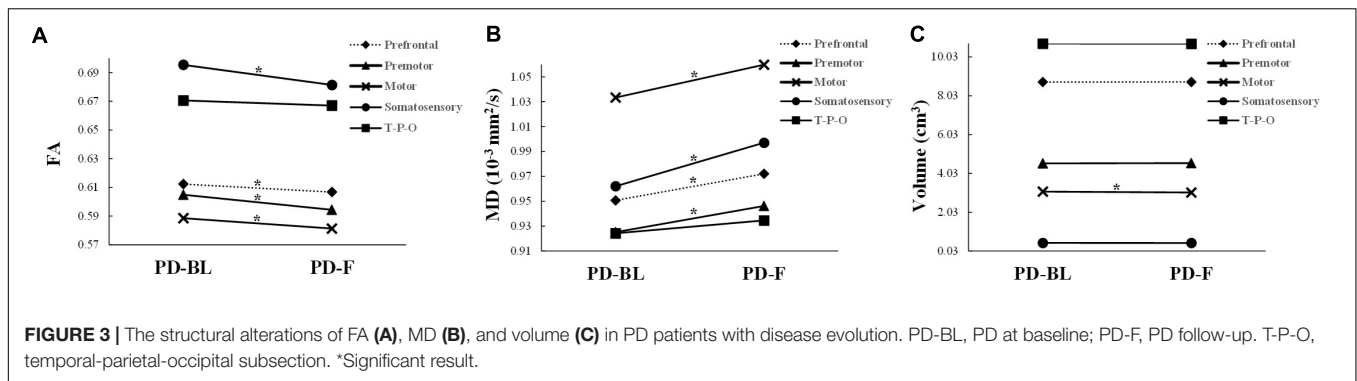 A
Prefrontal
Premotor
Motor
Somatosensory
T-P-O
0.69
0.67
0.65
0.63
0.61
0.59
0.57
FA
*
*
*
*
PD-BL PD-F
B
Prefrontal
Premotor
Motor
Somatosensory
T-P-O
1.05
1.03
1.01
0.99
0.97
0.95
0.93
0.91
MD (10⁻³ mm²/s)
*
*
*
*
PD-BL PD-F
C
Prefrontal
Premotor
Motor
Somatosensory
T-P-O
10.03
8.03
6.03
4.03
2.03
0.03
Volume (cm³)
*
PD-BL PD-F
FIGURE 3 | The structural alterations of FA (A), MD (B), and volume (C) in PD patients with disease evolution. PD-BL, PD at baseline; PD-F, PD follow-up. T-P-O,
temporal-parietal-occipital subsection. *Significant result.